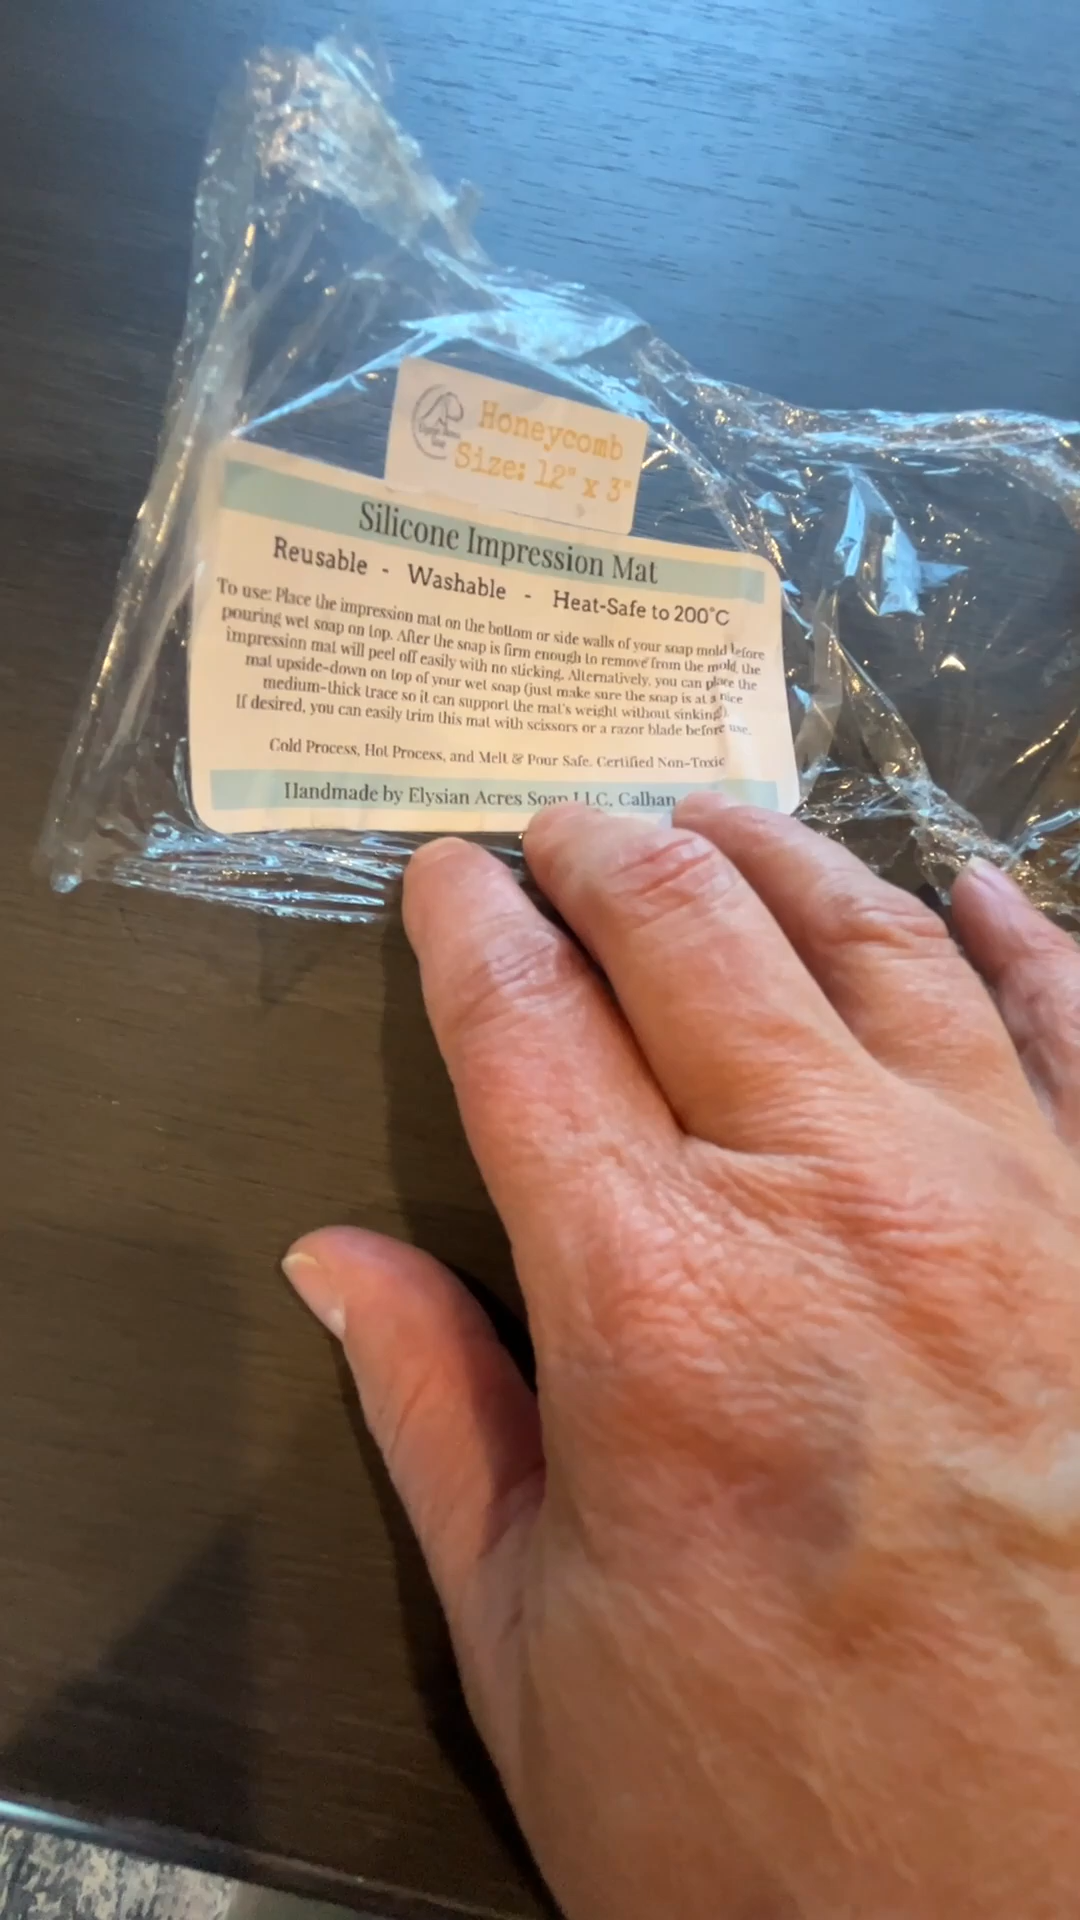 Honeycomb
Size: 12" x 3"
Silicone Impression Mat
Reusable - Washable - Heat-Safe to 200°C
To use: Place the impression mat on the bottom or side walls of your soap mold before
pouring wet soap on top. After the soap is firm enough to remove from the mold, the
impression mat will peel off easily with no sticking. Alternatively, you can place the
mat upside-down on top of your wet soap (just make sure the soap is at a nice
medium-thick trace so it can support the mat's weight without sinking).
If desired, you can easily trim this mat with scissors or a razor blade before use.
Cold Process, Hot Process, and Melt & Pour Safe. Certified Non-Toxic
Handmade by Elysian Acres Soap LLC, Calhan